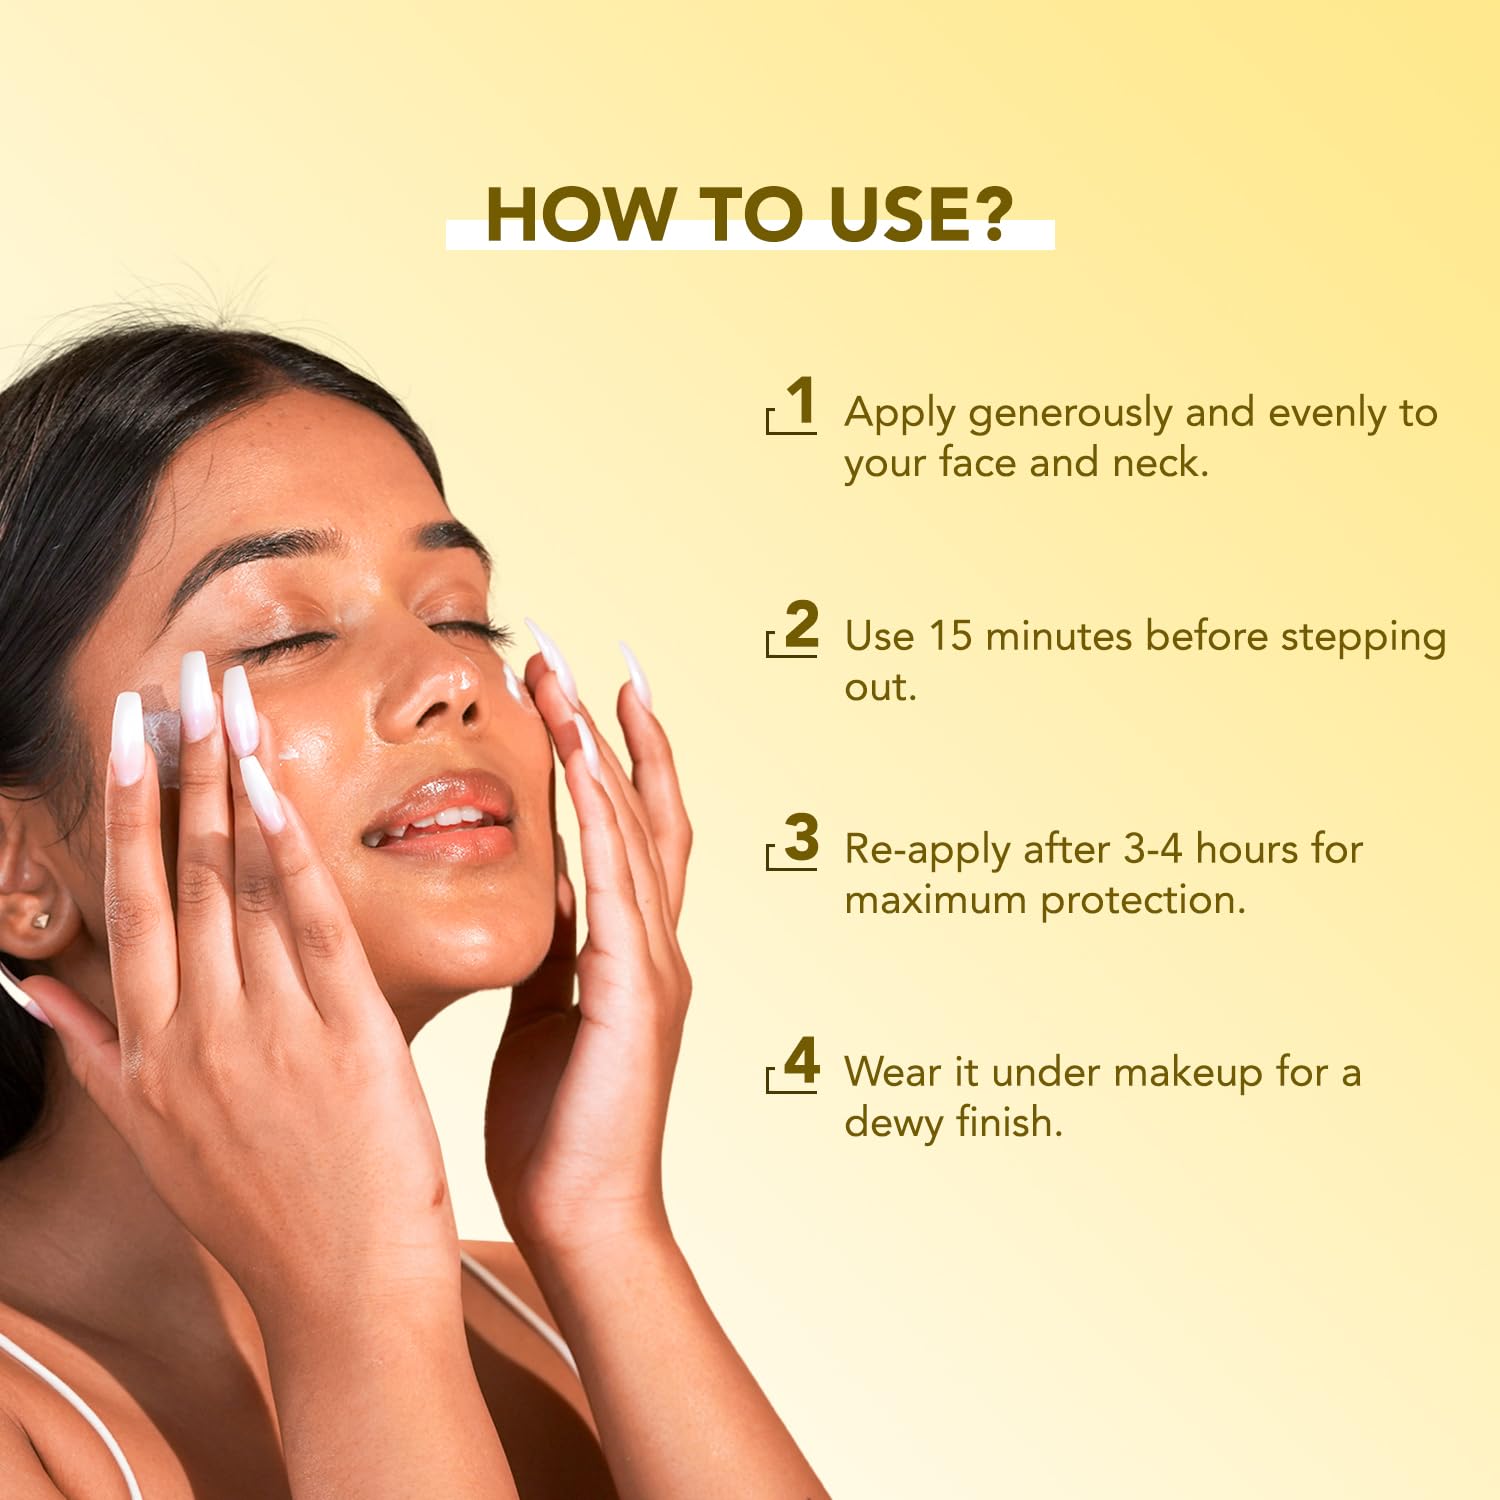 HOW TO USE?
1 Apply generously and evenly to
your face and neck.
2 Use 15 minutes before stepping
out.
3 Re-apply after 3-4 hours for
maximum protection.
4 Wear it under makeup for a
dewy finish.